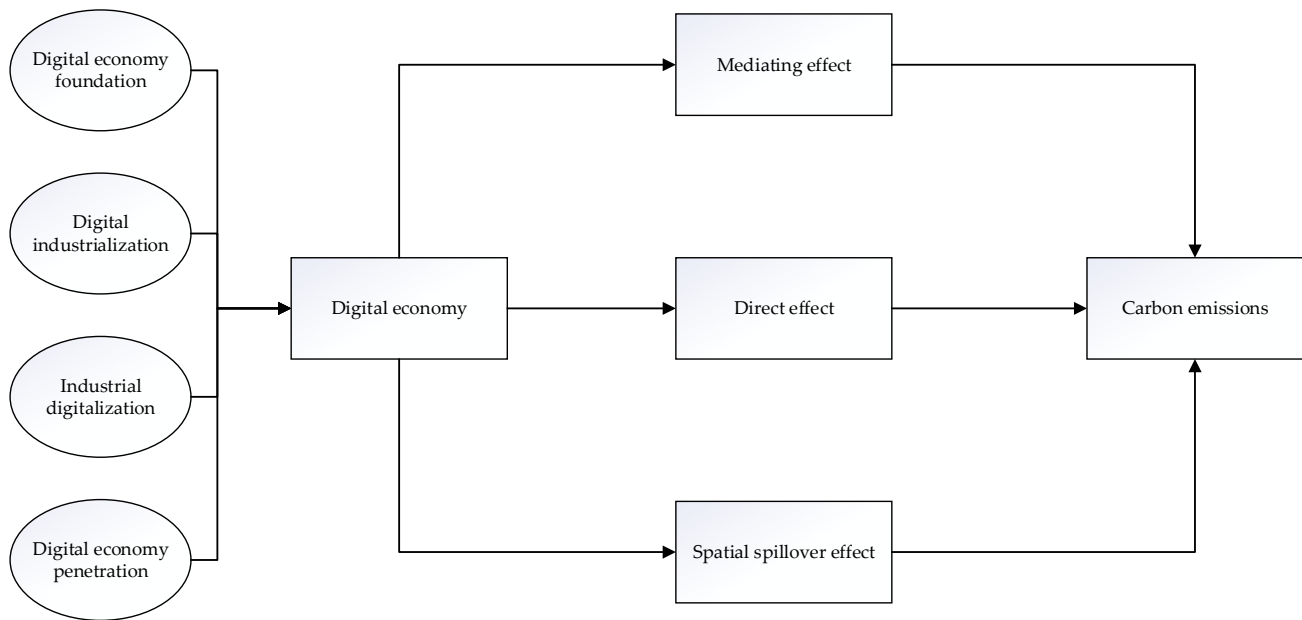 Digital economy
foundation
Digital
industrialization
Industrial
digitalization
Digital economy
penetration
Digital economy
Mediating effect
Direct effect
Spatial spillover effect
Carbon emissions